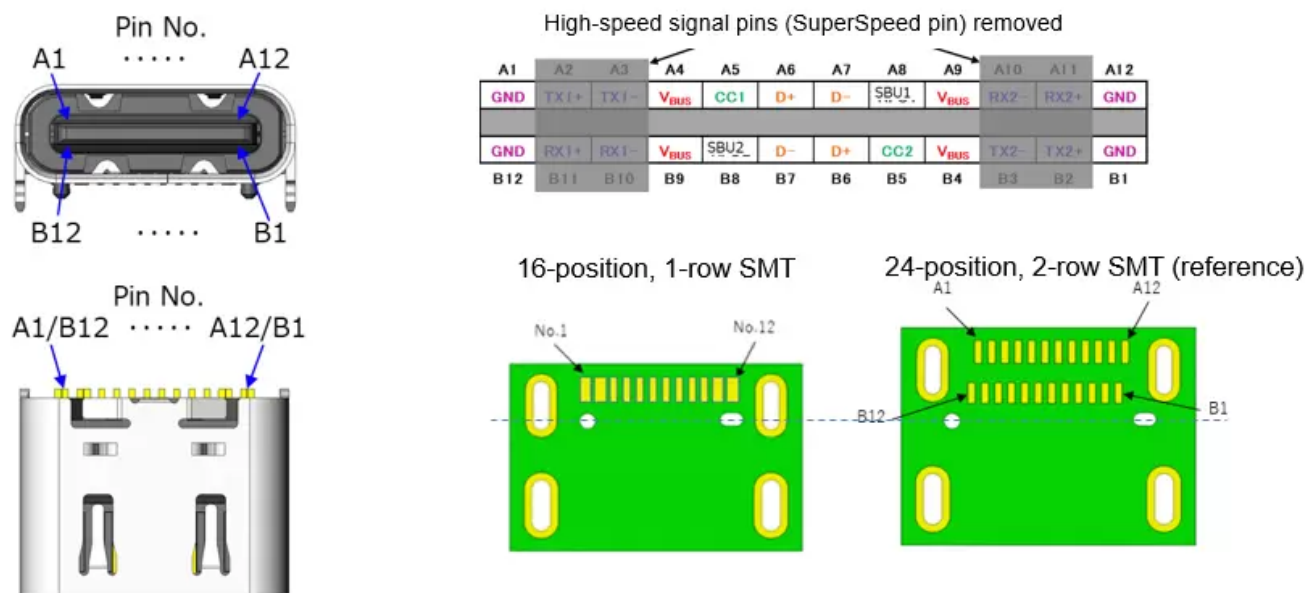 Pin No.
A1 ····· A12
B12 ····· B1
Pin No.
A1/B12 ····· A12/B1
High-speed signal pins (SuperSpeed pin) removed
A1 A2 A3 A4 A5 A6 A7 A8 A9 A10 A11 A12
GND TX1+ TX1− VBUS CC1 D+ D− SBU1 VBUS RX2− RX2+ GND
GND RX1+ RX1− VBUS SBU2 D− D+ CC2 VBUS TX2− TX2+ GND
B12 B11 B10 B9 B8 B7 B6 B5 B4 B3 B2 B1
16-position, 1-row SMT
No.1 No.12
24-position, 2-row SMT (reference)
A1 A12
B12 B1